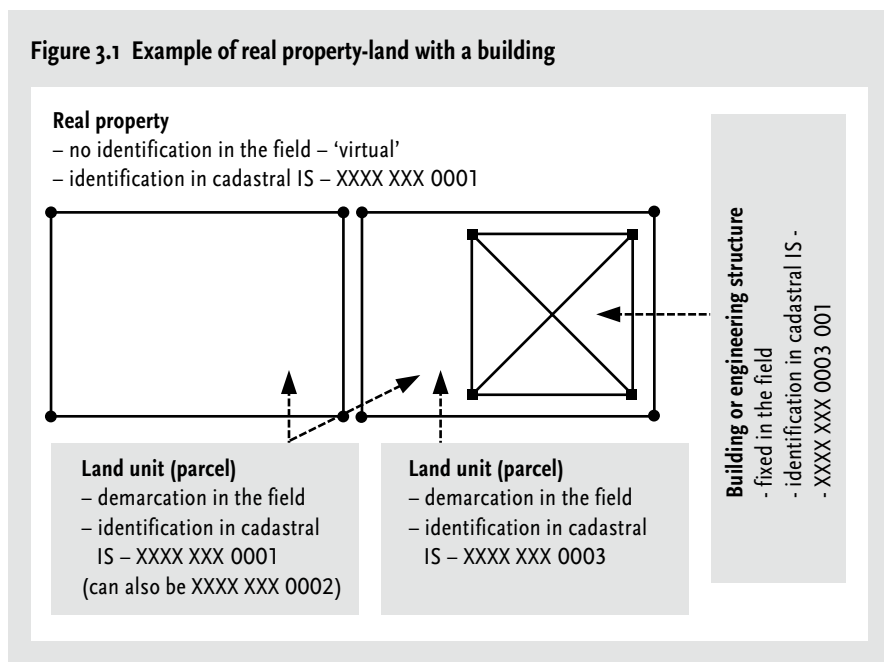 Figure 3.1 Example of real property-land with a building
Real property
– no identification in the field – ‘virtual’
– identification in cadastral IS – XXXX XXX 0001
Land unit (parcel)
– demarcation in the field
– identification in cadastral
IS – XXXX XXX 0001
(can also be XXXX XXX 0002)
Land unit (parcel)
– demarcation in the field
– identification in cadastral
IS – XXXX XXX 0003
Building or engineering structure
- fixed in the field
- identification in cadastral IS -
- XXXX XXX 0003 001